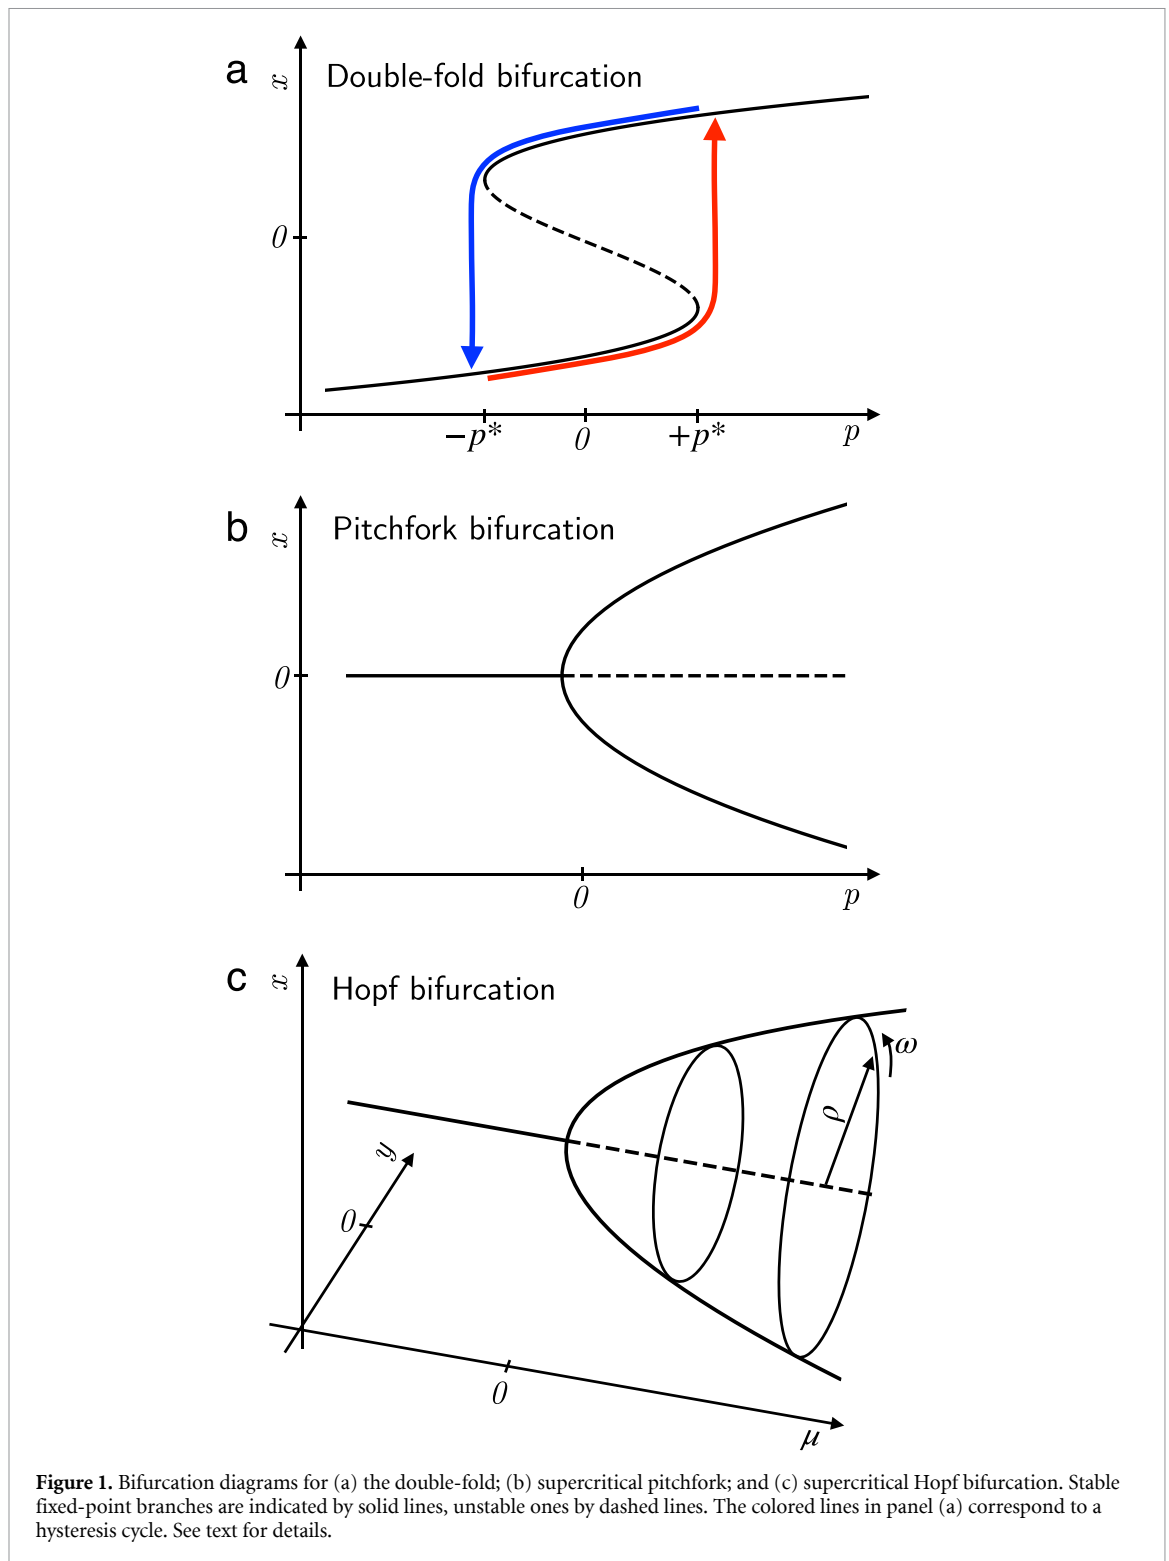 a
x
Double-fold bifurcation
0
−p*
0
+p*
p
b
x
Pitchfork bifurcation
0
0
p
c
x
Hopf bifurcation
ω
ρ
y
0
0
μ
Figure 1. Bifurcation diagrams for (a) the double-fold; (b) supercritical pitchfork; and (c) supercritical Hopf bifurcation. Stable
fixed-point branches are indicated by solid lines, unstable ones by dashed lines. The colored lines in panel (a) correspond to a
hysteresis cycle. See text for details.